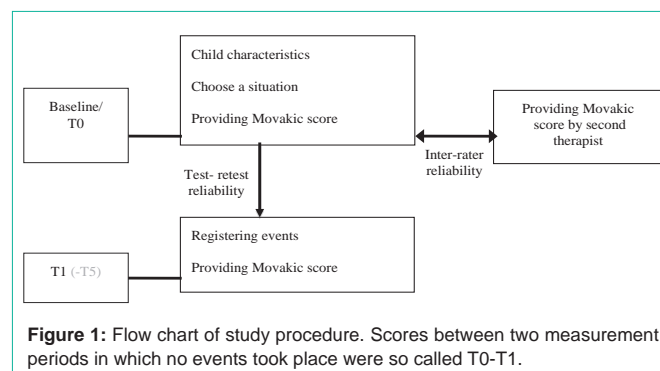 Child characteristics
Choose a situation
Providing Movakic score
Baseline/
T0
Providing Movakic
score by second
therapist
Inter-rater
reliability
Test- retest
reliability
Registering events
Providing Movakic score
T1 (-T5)
Figure 1: Flow chart of study procedure. Scores between two measurement
periods in which no events took place were so called T0-T1.